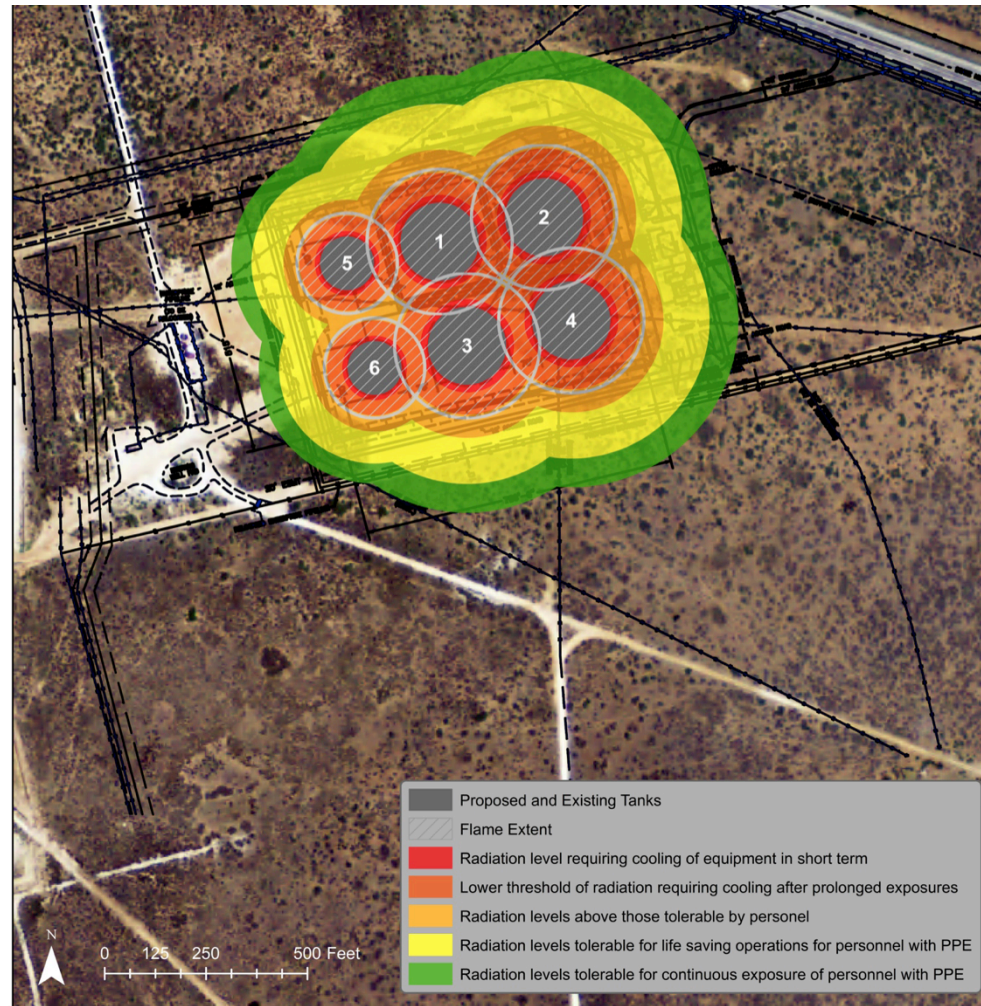 2
1
5
4
3
6
Proposed and Existing Tanks
Flame Extent
Radiation level requiring cooling of equipment in short term
Lower threshold of radiation requiring cooling after prolonged exposures
Radiation levels above those tolerable by personel
Radiation levels tolerable for life saving operations for personnel with PPE
Radiation levels tolerable for continuous exposure of personnel with PPE
N
0 125 250 500 Feet